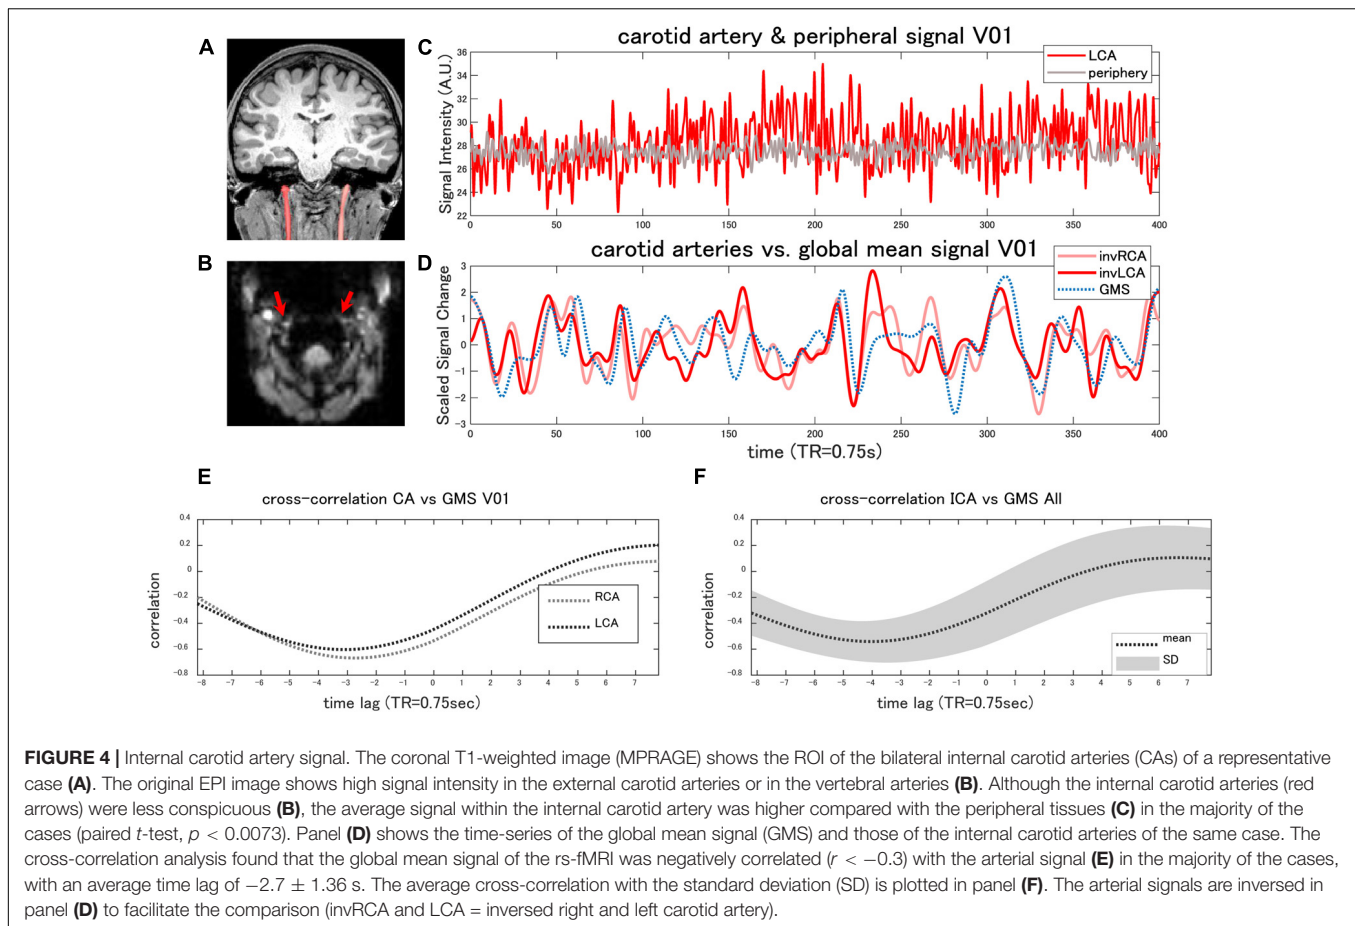 A
C
carotid artery & peripheral signal V01
Signal Intensity (A.U.)
36
34
32
30
28
26
24
22
LCA
periphery
0 50 100 150 200 250 300 350 400
B
D
carotid arteries vs. global mean signal V01
Scaled Signal Change
3
2
1
0
-1
-2
-3
invRCA
invLCA
GMS
0 50 100 150 200 250 300 350 400
time (TR=0.75s)
E
cross-correlation CA vs GMS V01
correlation
0.4
0.2
0
-0.2
-0.4
-0.6
-0.8
RCA
LCA
-8 -7 -6 -5 -4 -3 -2 -1 0 1 2 3 4 5 6 7
time lag (TR=0.75sec)
F
cross-correlation ICA vs GMS All
correlation
0.4
0.2
0
-0.2
-0.4
-0.6
-0.8
mean
SD
-8 -7 -6 -5 -4 -3 -2 -1 0 1 2 3 4 5 6 7
time lag (TR=0.75sec)
FIGURE 4 | Internal carotid artery signal. The coronal T1-weighted image (MPRAGE) shows the ROI of the bilateral internal carotid arteries (CAs) of a representative
case (A). The original EPI image shows high signal intensity in the external carotid arteries or in the vertebral arteries (B). Although the internal carotid arteries (red
arrows) were less conspicuous (B), the average signal within the internal carotid artery was higher compared with the peripheral tissues (C) in the majority of the
cases (paired t-test, p < 0.0073). Panel (D) shows the time-series of the global mean signal (GMS) and those of the internal carotid arteries of the same case. The
cross-correlation analysis found that the global mean signal of the rs-fMRI was negatively correlated (r < −0.3) with the arterial signal (E) in the majority of the cases,
with an average time lag of −2.7 ± 1.36 s. The average cross-correlation with the standard deviation (SD) is plotted in panel (F). The arterial signals are inversed in
panel (D) to facilitate the comparison (invRCA and LCA = inversed right and left carotid artery).